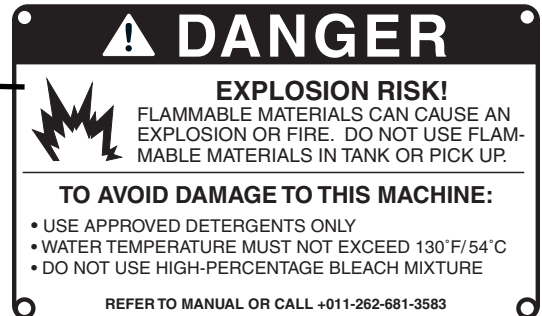 DANGER
EXPLOSION RISK!
FLAMMABLE MATERIALS CAN CAUSE AN
EXPLOSION OR FIRE. DO NOT USE FLAM-
MABLE MATERIALS IN TANK OR PICK UP.
TO AVOID DAMAGE TO THIS MACHINE:
• USE APPROVED DETERGENTS ONLY
• WATER TEMPERATURE MUST NOT EXCEED 130˚F/54˚C
• DO NOT USE HIGH-PERCENTAGE BLEACH MIXTURE
REFER TO MANUAL OR CALL +011-262-681-3583